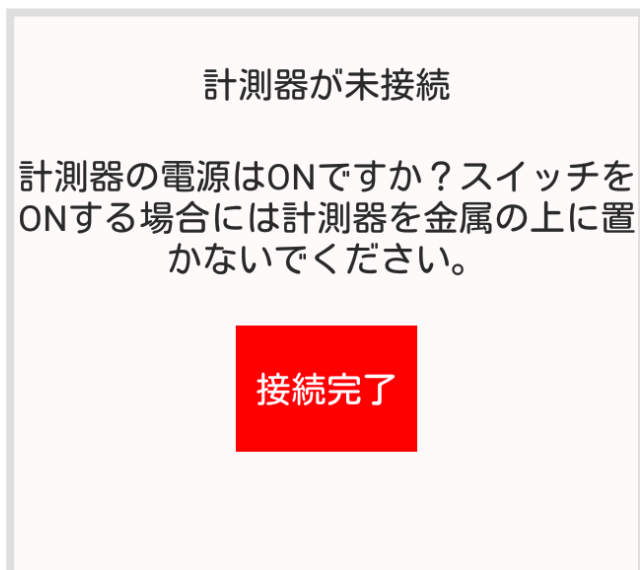 計測器が未接続
計測器の電源はONですか？スイッチを
ONする場合には計測器を金属の上に置
かないでください。
接続完了